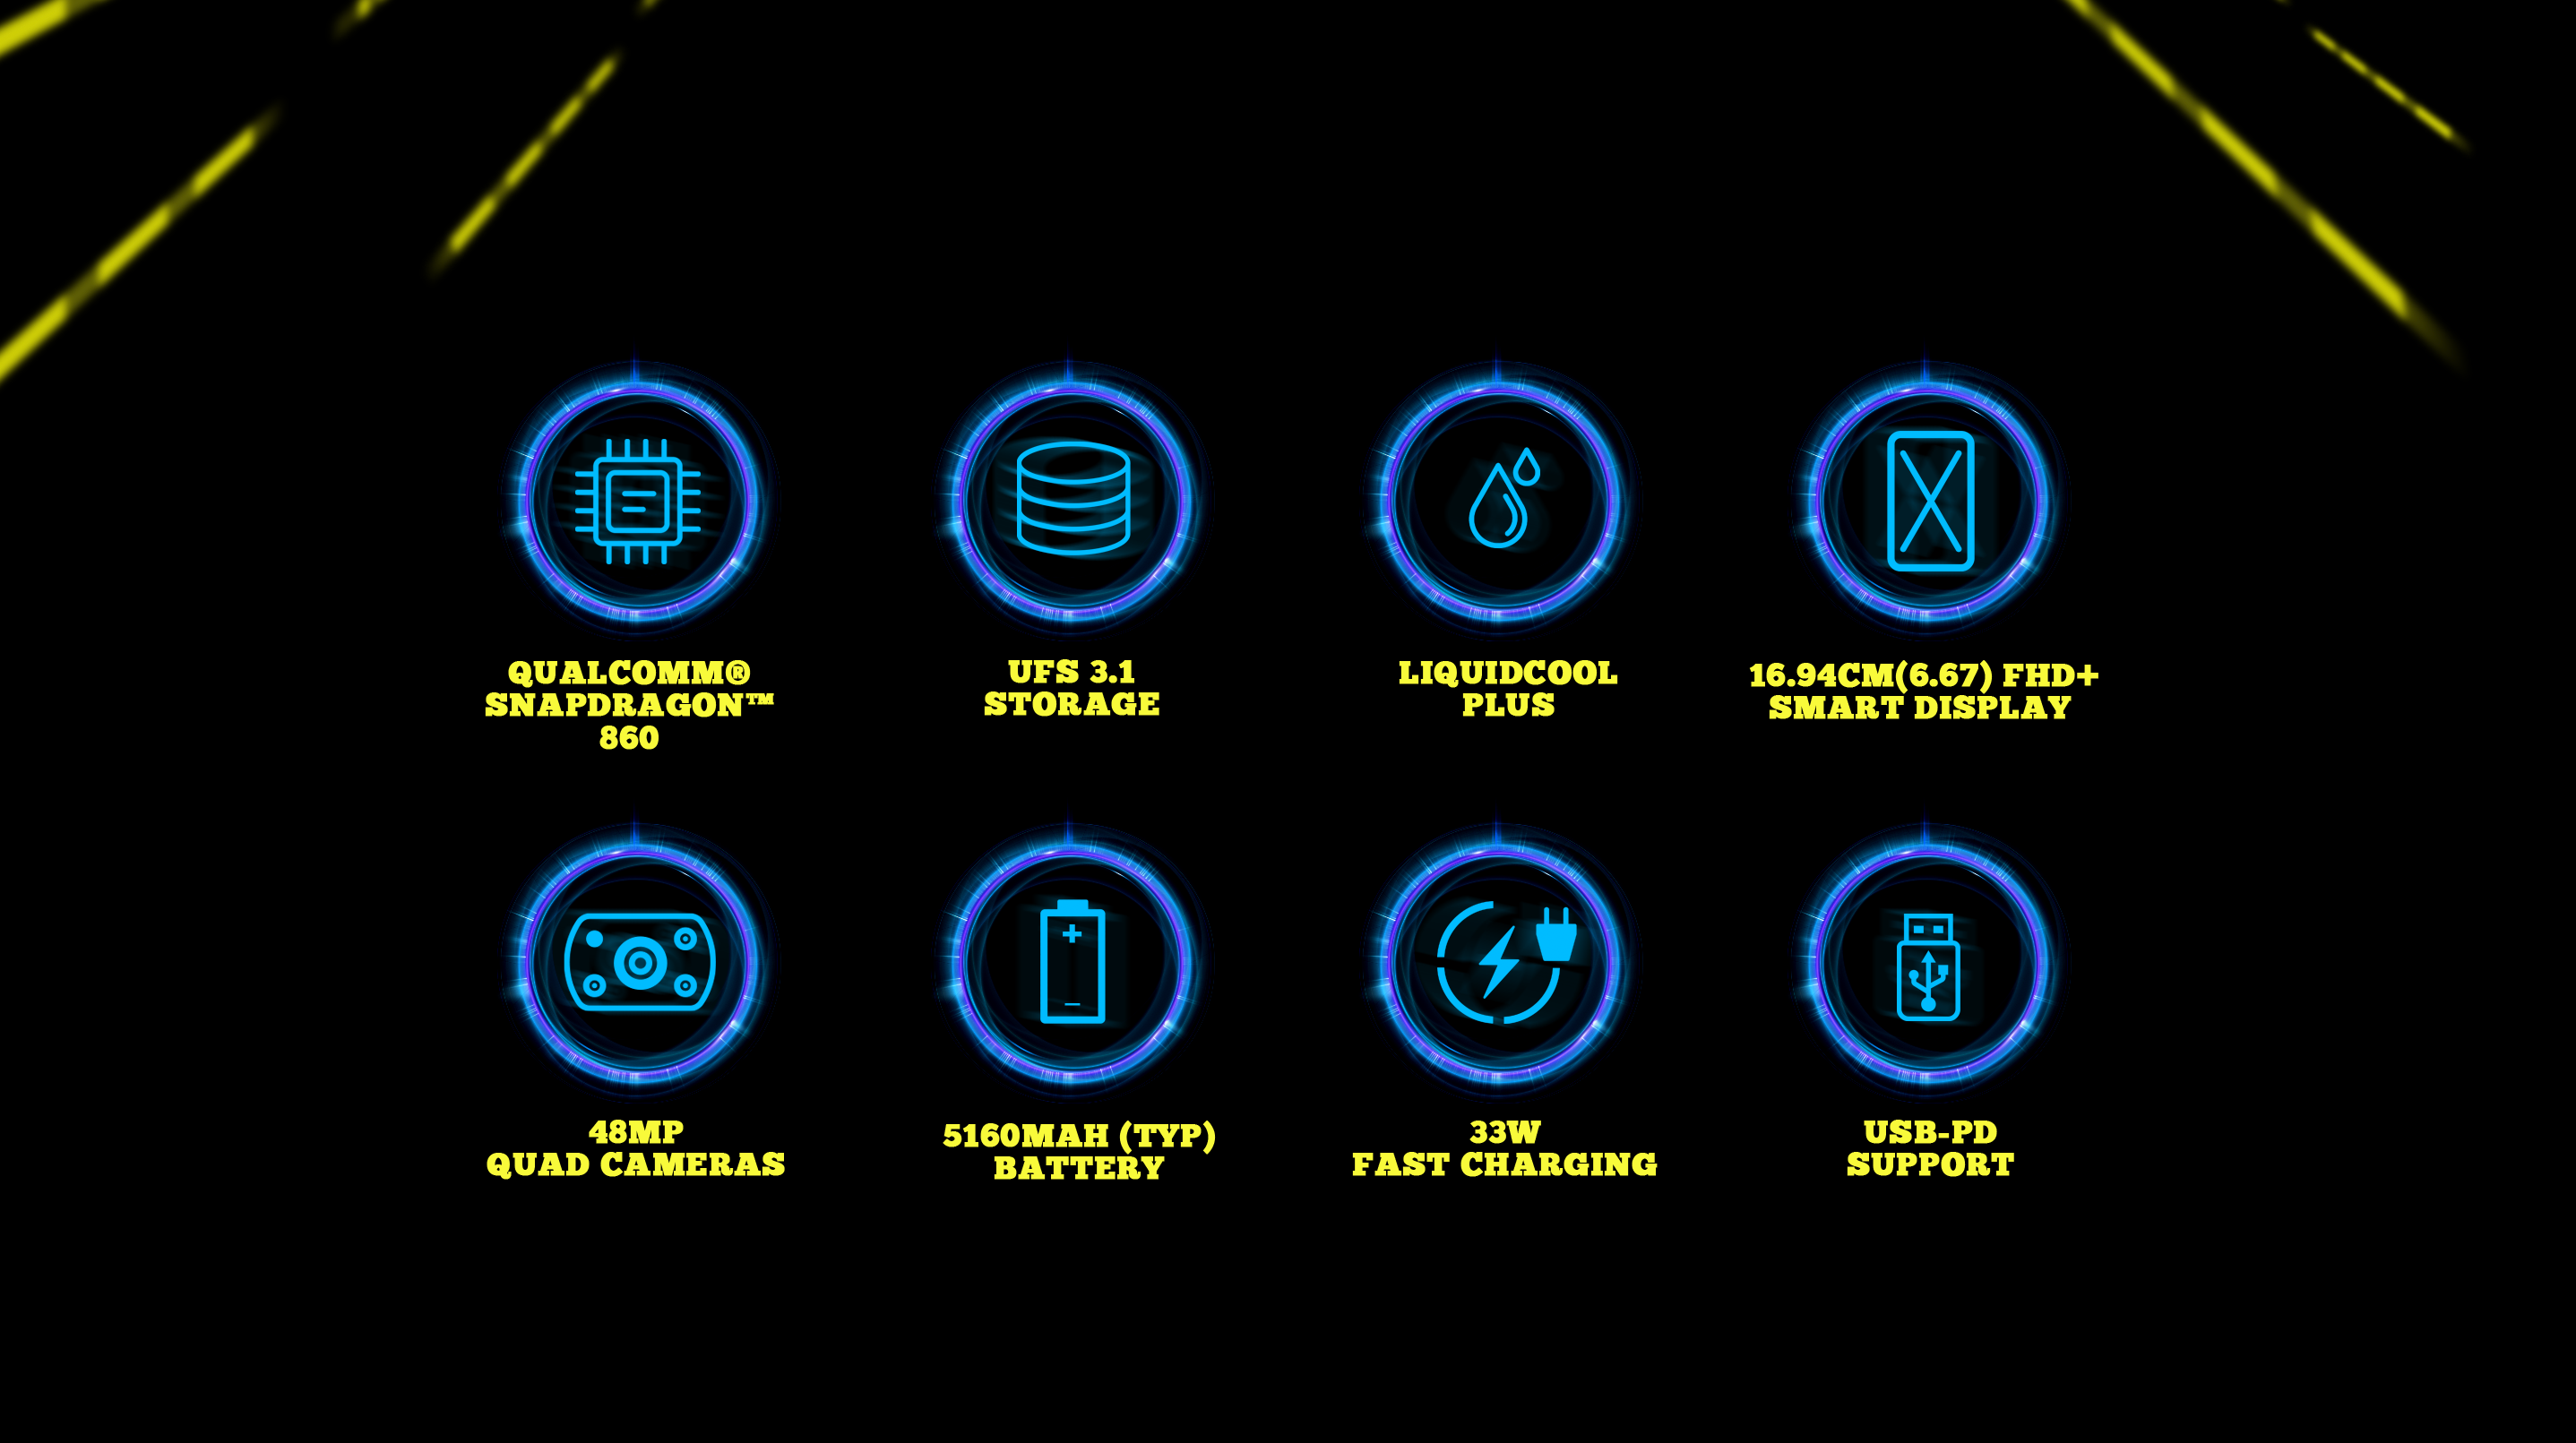 QUALCOMM®
SNAPDRAGON™
860
UFS 3.1
STORAGE
LIQUIDCOOL
PLUS
16.94CM(6.67) FHD+
SMART DISPLAY
48MP
QUAD CAMERAS
5160MAH (TYP)
BATTERY
33W
FAST CHARGING
USB-PD
SUPPORT